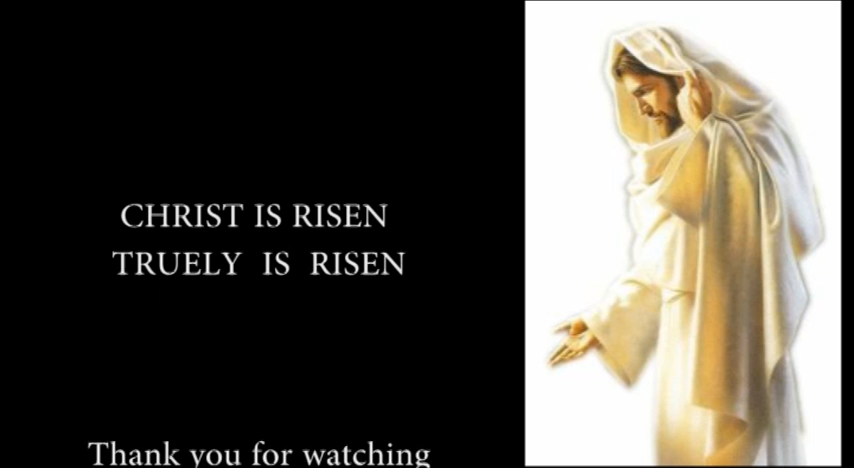 CHRIST IS RISEN
TRUELY IS RISEN
Thank you for watching